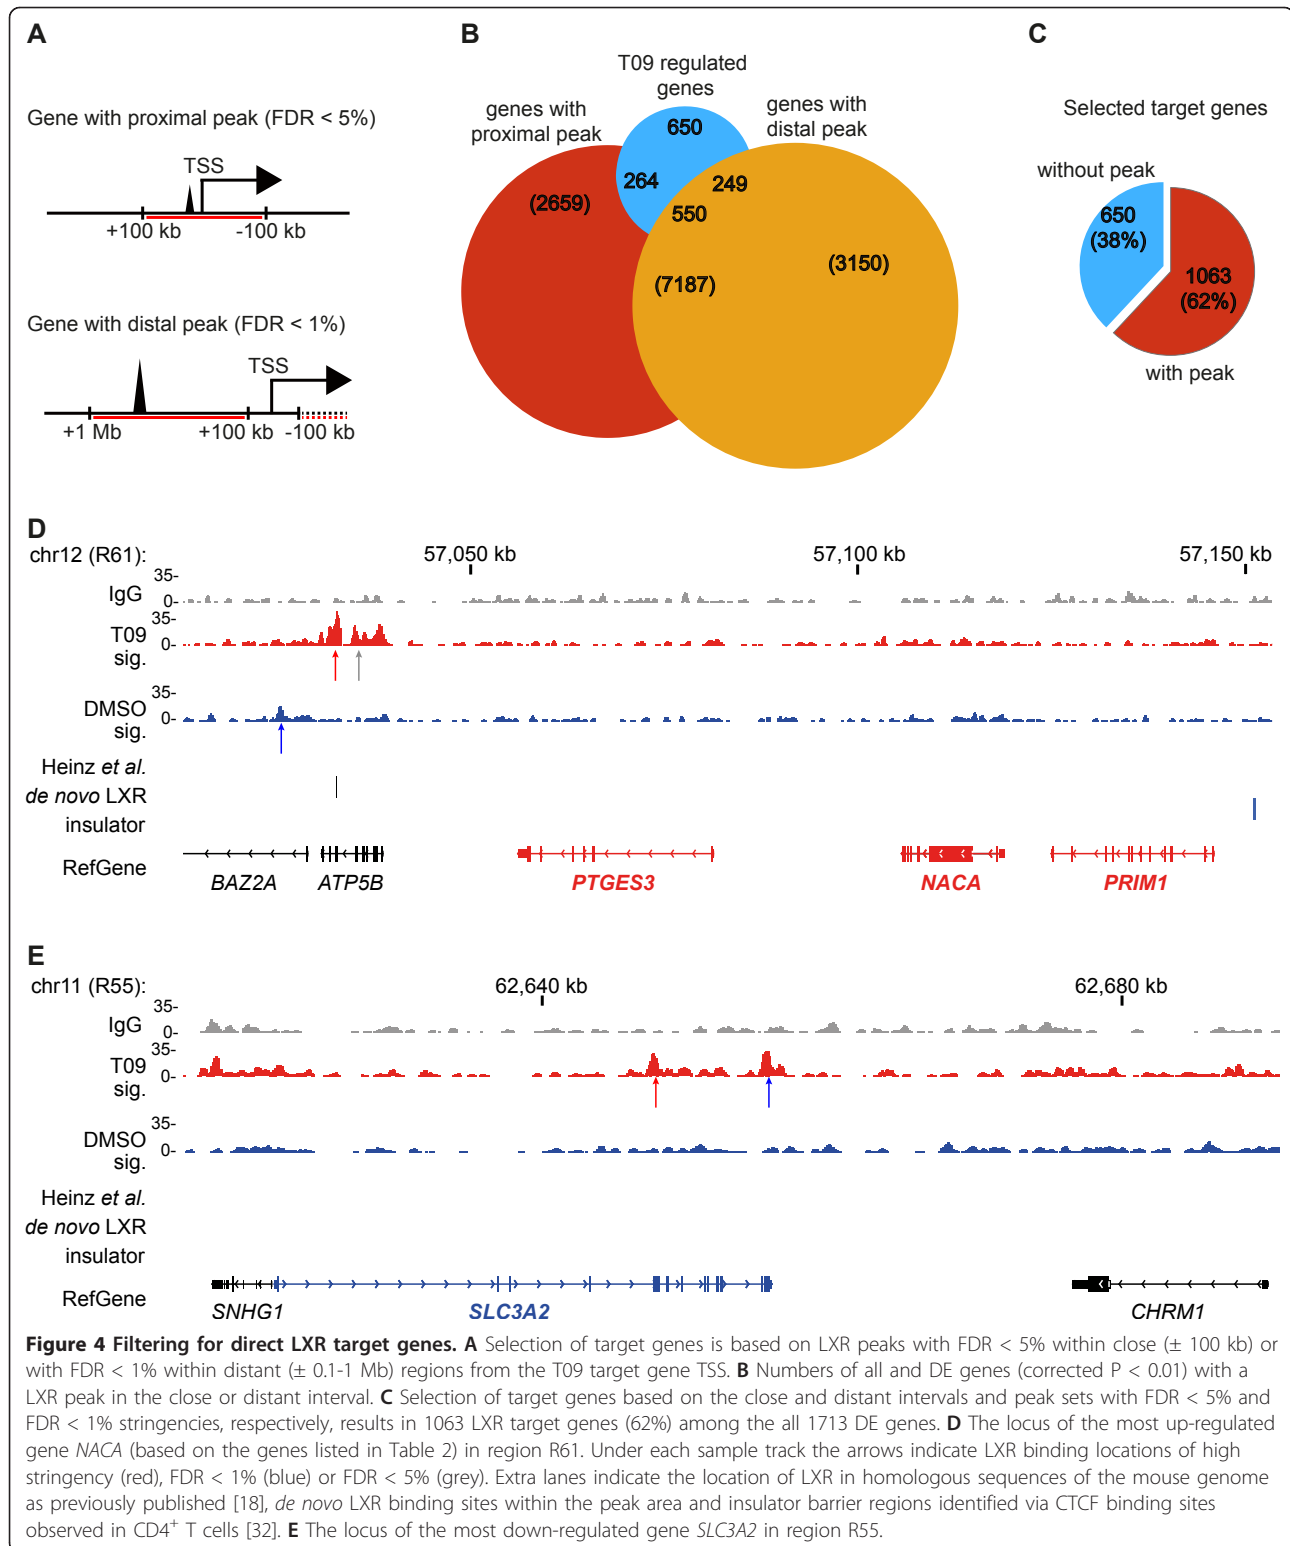 A
Gene with proximal peak (FDR < 5%)
TSS
+100 kb
-100 kb
Gene with distal peak (FDR < 1%)
TSS
+1 Mb
+100 kb
-100 kb
B
T09 regulated
genes
genes with
proximal peak
genes with
distal peak
650
264
249
550
(2659)
(7187)
(3150)
C
Selected target genes
without peak
650
(38%)
1063
(62%)
with peak
D
chr12 (R61):
57,050 kb
57,100 kb
57,150 kb
IgG
35-
0-
T09
sig.
35-
0-
DMSO
sig.
35-
0-
Heinz et al.
de novo LXR
insulator
RefGene
BAZ2A
ATP5B
PTGES3
NACA
PRIM1
E
chr11 (R55):
62,640 kb
62,680 kb
IgG
35-
0-
T09
sig.
35-
0-
DMSO
sig.
35-
0-
Heinz et al.
de novo LXR
insulator
RefGene
SNHG1
SLC3A2
CHRM1
Figure 4 Filtering for direct LXR target genes. A Selection of target genes is based on LXR peaks with FDR < 5% within close (± 100 kb) or
with FDR < 1% within distant (± 0.1-1 Mb) regions from the T09 target gene TSS. B Numbers of all and DE genes (corrected P < 0.01) with a
LXR peak in the close or distant interval. C Selection of target genes based on the close and distant intervals and peak sets with FDR < 5% and
FDR < 1% stringencies, respectively, results in 1063 LXR target genes (62%) among the all 1713 DE genes. D The locus of the most up-regulated
gene NACA (based on the genes listed in Table 2) in region R61. Under each sample track the arrows indicate LXR binding locations of high
stringency (red), FDR < 1% (blue) or FDR < 5% (grey). Extra lanes indicate the location of LXR in homologous sequences of the mouse genome
as previously published [18], de novo LXR binding sites within the peak area and insulator barrier regions identified via CTCF binding sites
observed in CD4⁺ T cells [32]. E The locus of the most down-regulated gene SLC3A2 in region R55.